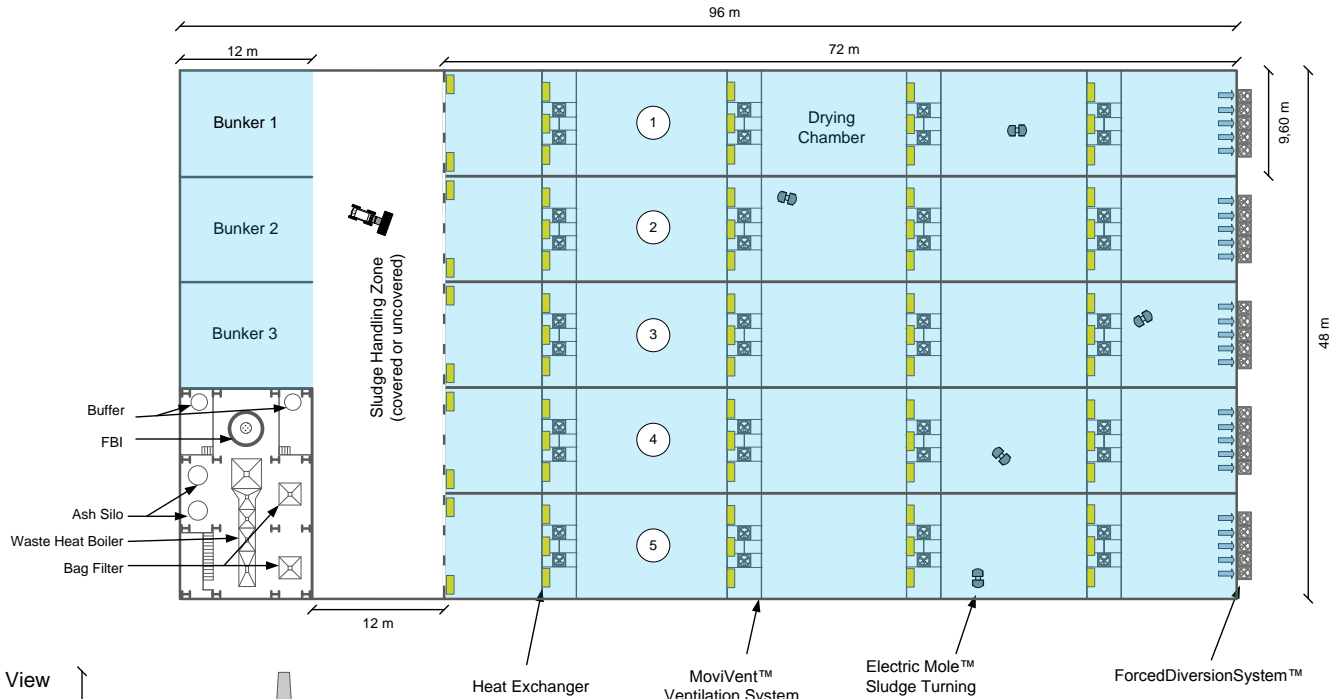 96 m
12 m
72 m
Bunker 1
1
Drying
Chamber
9,60 m
Bunker 2
2
Sludge Handling Zone
(covered or uncovered)
48 m
Bunker 3
3
Buffer
FBI
4
Ash Silo
Waste Heat Boiler
Bag Filter
5
12 m
View
Heat Exchanger
MoviVent™
Ventilation System
Electric Mole™
Sludge Turning
ForcedDiversionSystem™